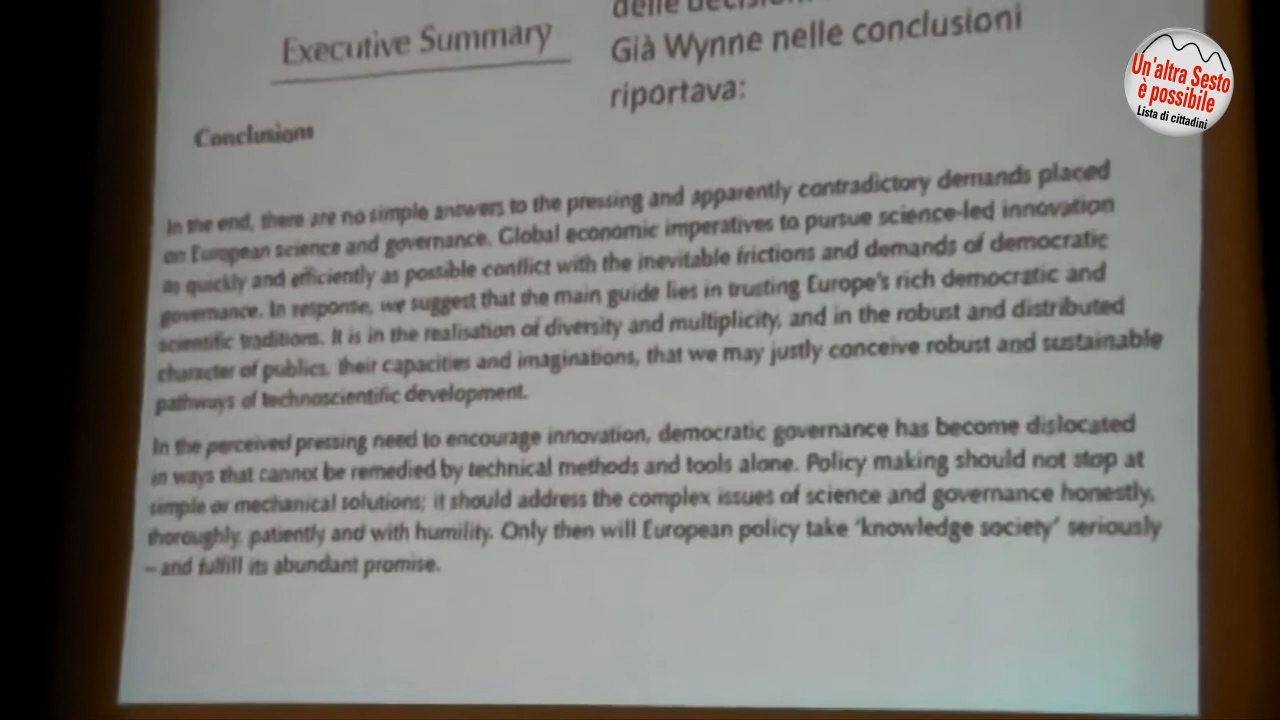 delle decisioni
Executive Summary
Già Wynne nelle conclusioni
riportava:
Un'altra Sesto
è possibile
Lista di cittadini
Conclusions
In the end, there are no simple answers to the pressing and apparently contradictory demands placed
on European science and governance. Global economic imperatives to pursue science-led innovation
as quickly and efficiently as possible conflict with the inevitable frictions and demands of democratic
governance. In response, we suggest that the main guide lies in trusting Europe's rich democratic and
scientific traditions. It is in the realisation of diversity and multiplicity, and in the robust and distributed
character of publics, their capacities and imaginations, that we may justly conceive robust and sustainable
pathways of technoscientific development.
In the perceived pressing need to encourage innovation, democratic governance has become dislocated
in ways that cannot be remedied by technical methods and tools alone. Policy making should not stop at
simple or mechanical solutions; it should address the complex issues of science and governance honestly,
thoroughly, patiently and with humility. Only then will European policy take 'knowledge society' seriously
– and fulfill its abundant promise.